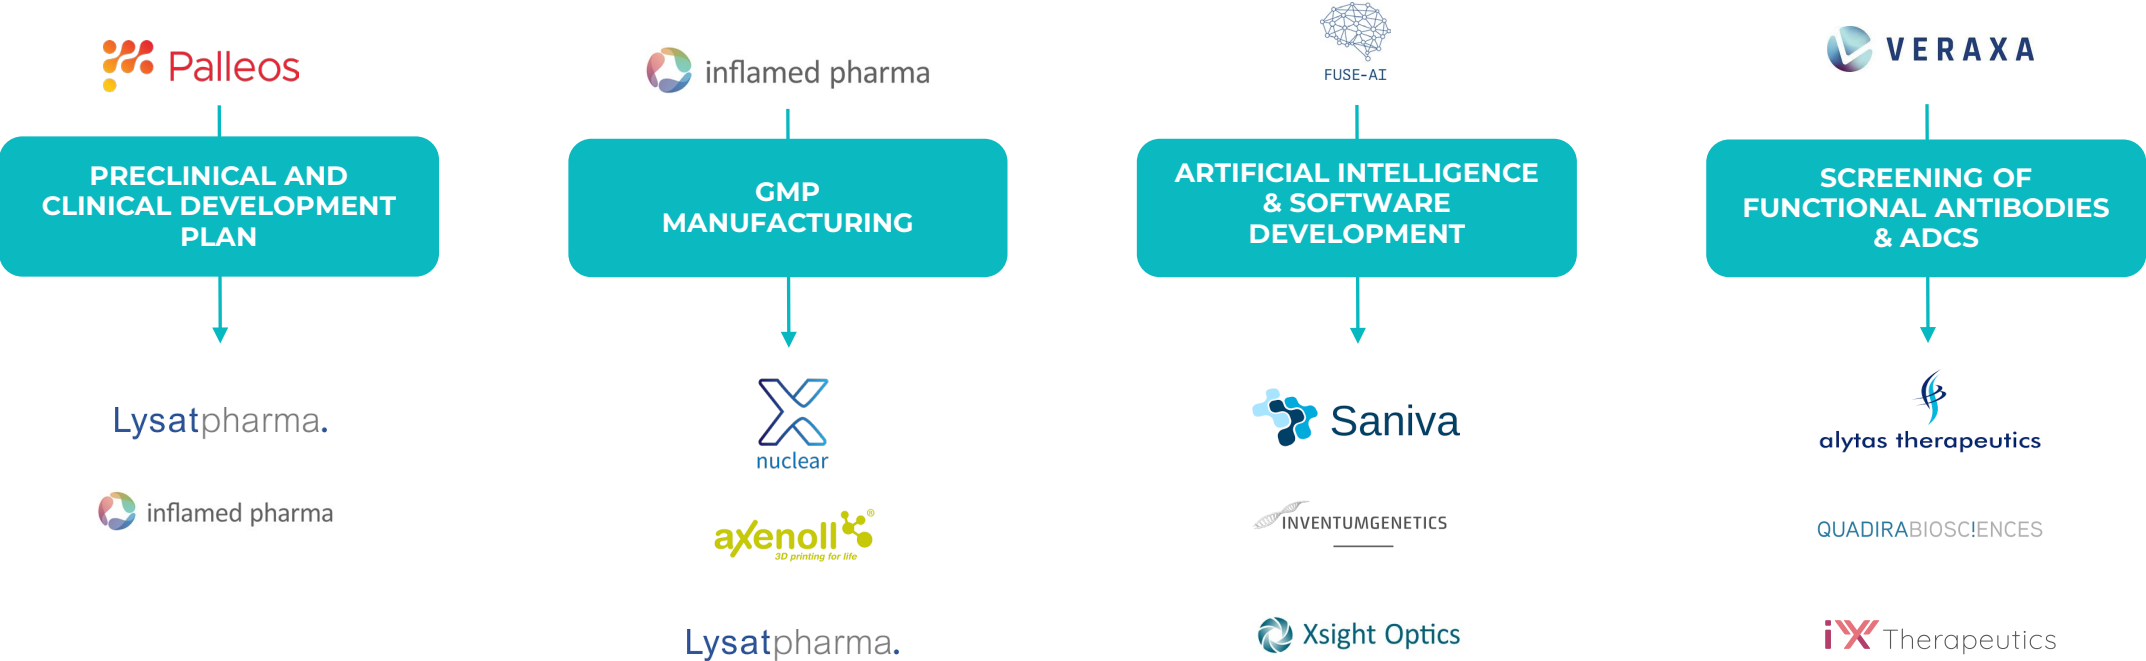 Palleos
PRECLINICAL AND
CLINICAL DEVELOPMENT
PLAN
Lysatpharma.
inflamed pharma
inflamed pharma
GMP
MANUFACTURING
X
nuclear
axenoll®
3D printing for life
Lysatpharma.
FUSE-AI
ARTIFICIAL INTELLIGENCE
& SOFTWARE
DEVELOPMENT
Saniva
INVENTUMGENETICS
Xsight Optics
VERAXA
SCREENING OF
FUNCTIONAL ANTIBODIES
& ADCS
alytas therapeutics
QUADIRABIOSC!ENCES
iX Therapeutics